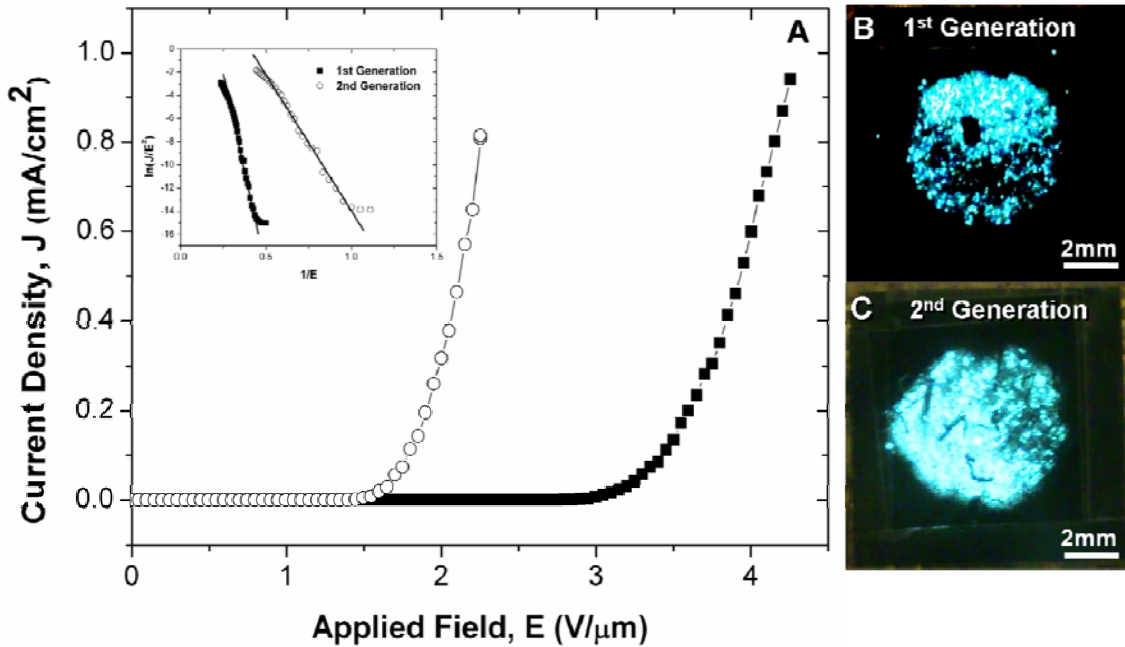 A
1.0
0.8
0.6
0.4
0.2
0.0
Current Density, J (mA/cm²)
0
1
2
3
4
Applied Field, E (V/μm)
1st Generation
2nd Generation
0
-2
-4
-6
-8
-10
-12
-14
-16
ln(J/E²)
0.0
0.5
1.0
1.5
1/E
B
1st Generation
2mm
C
2nd Generation
2mm